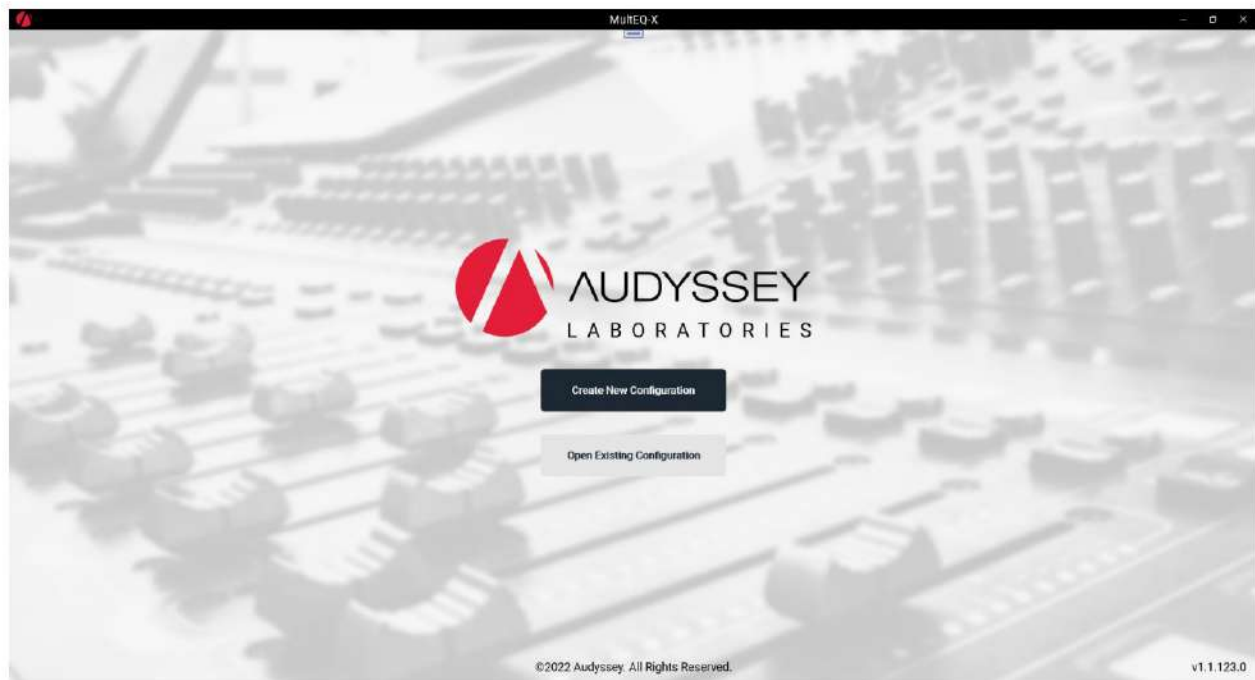 MultEQ-X
AUDYSSEY
LABORATORIES
Create New Configuration
Open Existing Configuration
©2022 Audyssey. All Rights Reserved.
v1.1.123.0